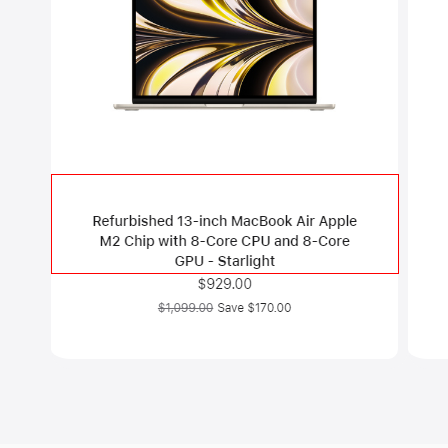 Refurbished 13-inch MacBook Air Apple
M2 Chip with 8-Core CPU and 8-Core
GPU - Starlight
$929.00
$1,099.00 Save $170.00